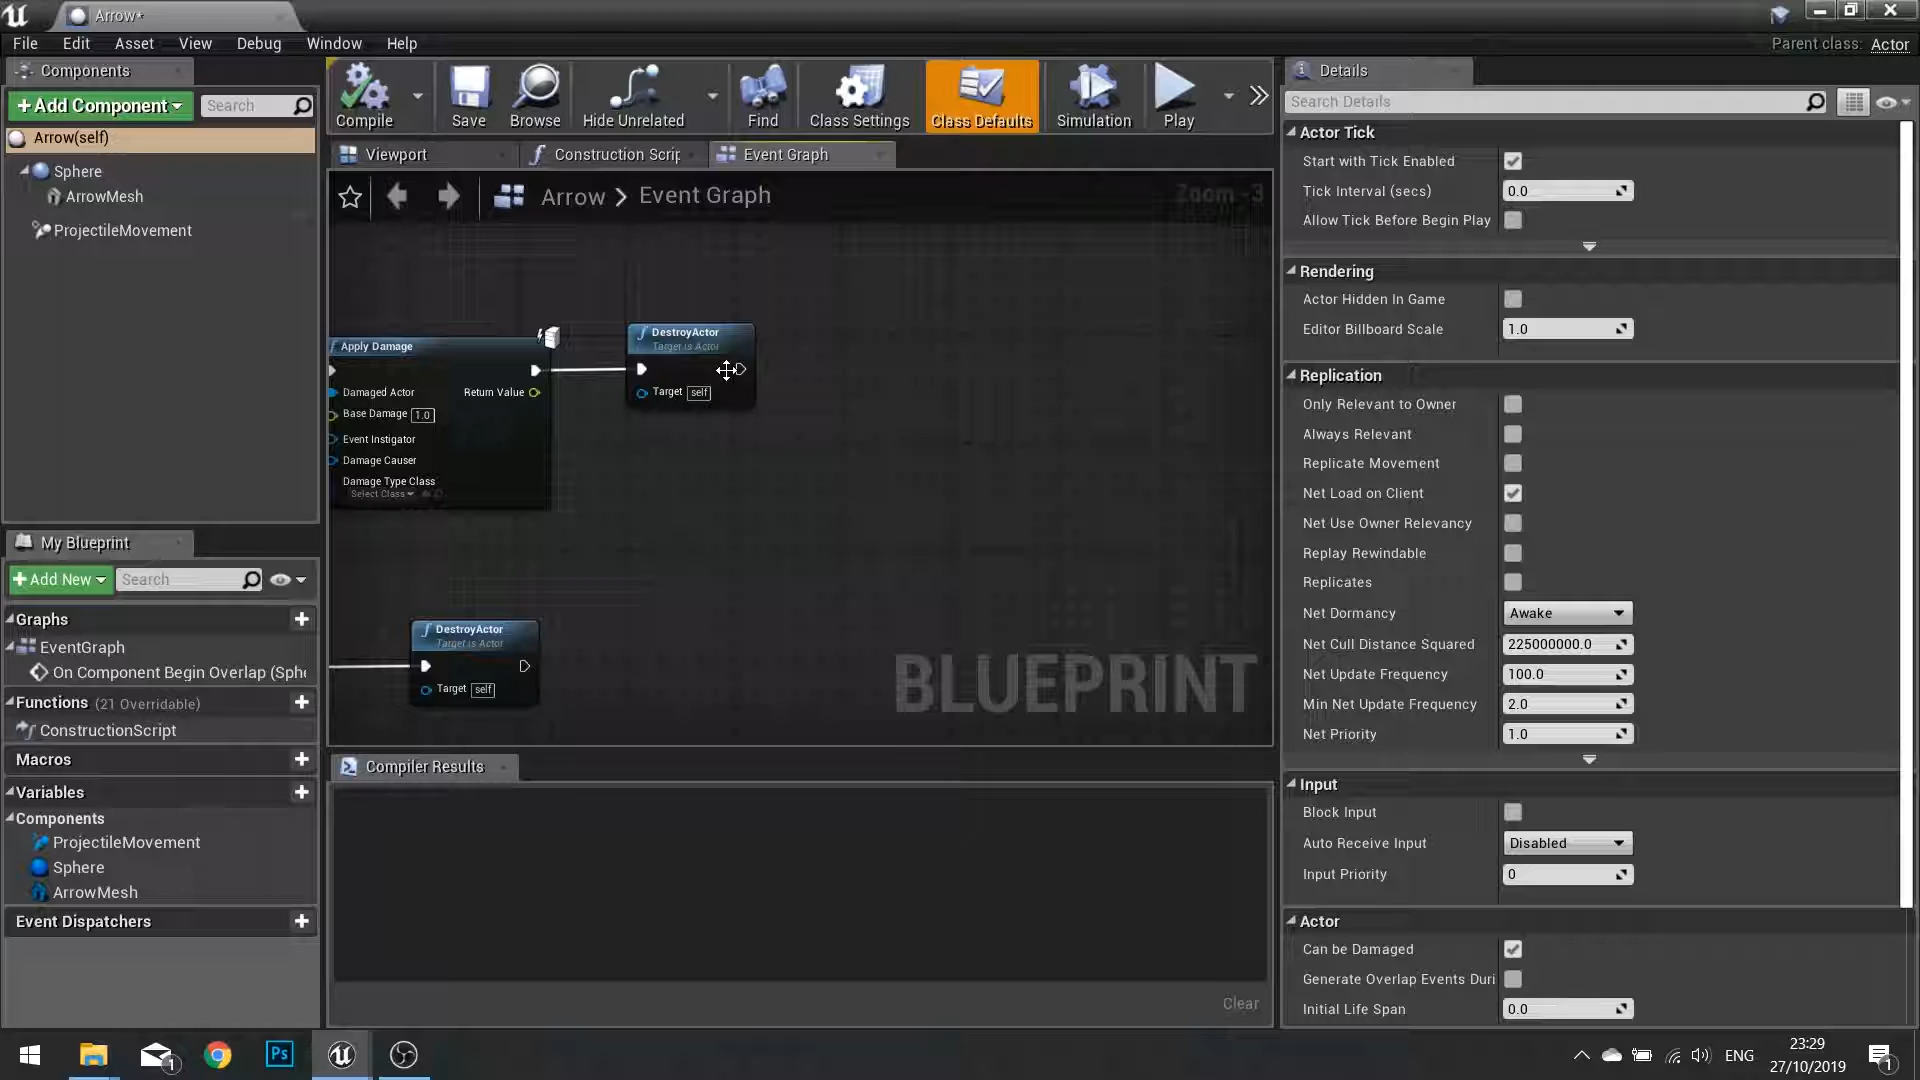 Arrow*
File Edit Asset View Debug Window Help
Parent class: Actor
Components
+Add Component
Search
Arrow(self)
Sphere
ArrowMesh
ProjectileMovement
My Blueprint
+Add New
Search
Graphs
EventGraph
On Component Begin Overlap (Sphe
Functions (21 Overridable)
ConstructionScript
Macros
Variables
Components
ProjectileMovement
Sphere
ArrowMesh
Event Dispatchers
Compile
Save
Browse
Hide Unrelated
Find
Class Settings
Class Defaults
Simulation
Play
Viewport
Construction Scrip
Event Graph
Arrow > Event Graph
Zoom -3
Apply Damage
Damaged Actor
Return Value
Base Damage 1.0
Event Instigator
Damage Causer
Damage Type Class
Select Class
DestroyActor
Target is Actor
Target self
DestroyActor
Target is Actor
Target self
BLUEPRINT
Compiler Results
Clear
Details
Search Details
Actor Tick
Start with Tick Enabled
Tick Interval (secs) 0.0
Allow Tick Before Begin Play
Rendering
Actor Hidden In Game
Editor Billboard Scale 1.0
Replication
Only Relevant to Owner
Always Relevant
Replicate Movement
Net Load on Client
Net Use Owner Relevancy
Replay Rewindable
Replicates
Net Dormancy Awake
Net Cull Distance Squared 225000000.0
Net Update Frequency 100.0
Min Net Update Frequency 2.0
Net Priority 1.0
Input
Block Input
Auto Receive Input Disabled
Input Priority 0
Actor
Can be Damaged
Generate Overlap Events Duri
Initial Life Span 0.0
1
Ps
ENG
23:29
27/10/2019
1